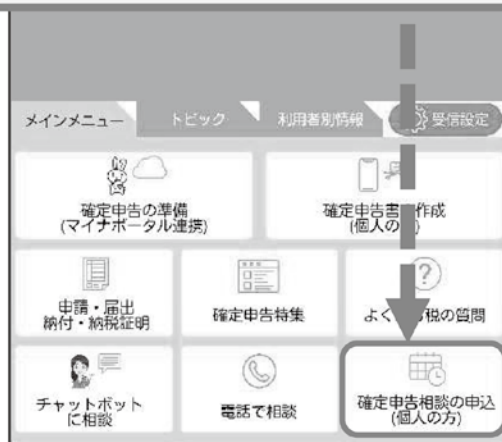 メインメニュー
トピック
利用者別情報
受信設定
確定申告の準備
(マイナポータル連携)
確定申告書 作成
(個人の )
申請・届出
納付・納税証明
確定申告特集
よく 税の質問
チャットボット
に相談
電話で相談
確定申告相談の申込
(個人の方)